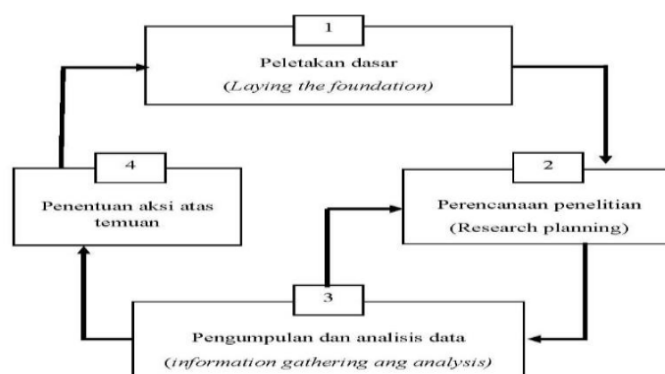 1
Peletakan dasar
(Laying the foundation)
2
Perencanaan penelitian
(Research planning)
3
Pengumpulan dan analisis data
(information gathering ang analysis)
4
Penentuan aksi atas
temuan